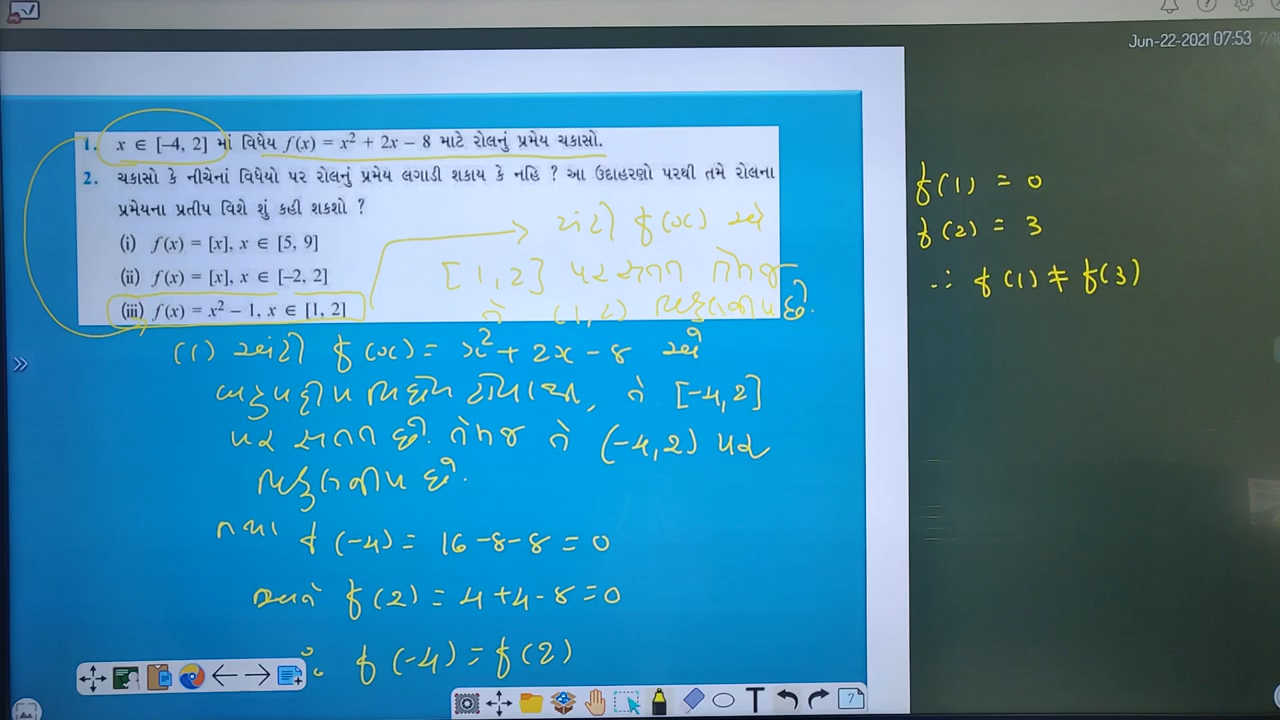 Jun-22-2021 07:53
1. x ∈ [–4, 2] માં વિધેય f(x) = x² + 2x – 8 માટે રોલનું પ્રમેય ચકાસો.
2. ચકાસો કે નીચેનાં વિધેયો પર રોલનું પ્રમેય લગાડી શકાય કે નહિ ? આ ઉદાહરણો પરથી તમે રોલના
પ્રમેયના પ્રતીપ વિશે શું કહી શકશો ?
(i) f(x) = [x], x ∈ [5, 9]
(ii) f(x) = [x], x ∈ [–2, 2]
(iii) f(x) = x² – 1, x ∈ [1, 2]
અહીં f(x) એ
[1,2] પર સતત તેમજ
તે (1,2) વિકલનીય છે.
(1) અહીં f(x) = x² + 2x - 8 એ
બહુપદીય વિધેય હોવાથી, તે [-4,2]
પર સતત છે. તેમજ તે (-4,2) પર
વિકલનીય છે.
તથા f(-4) = 16 -8-8 = 0
અને f(2) = 4+4-8 = 0
∴ f(-4) = f(2)
f(1) = 0
f(2) = 3
∴ f(1) ≠ f(3)
T
7